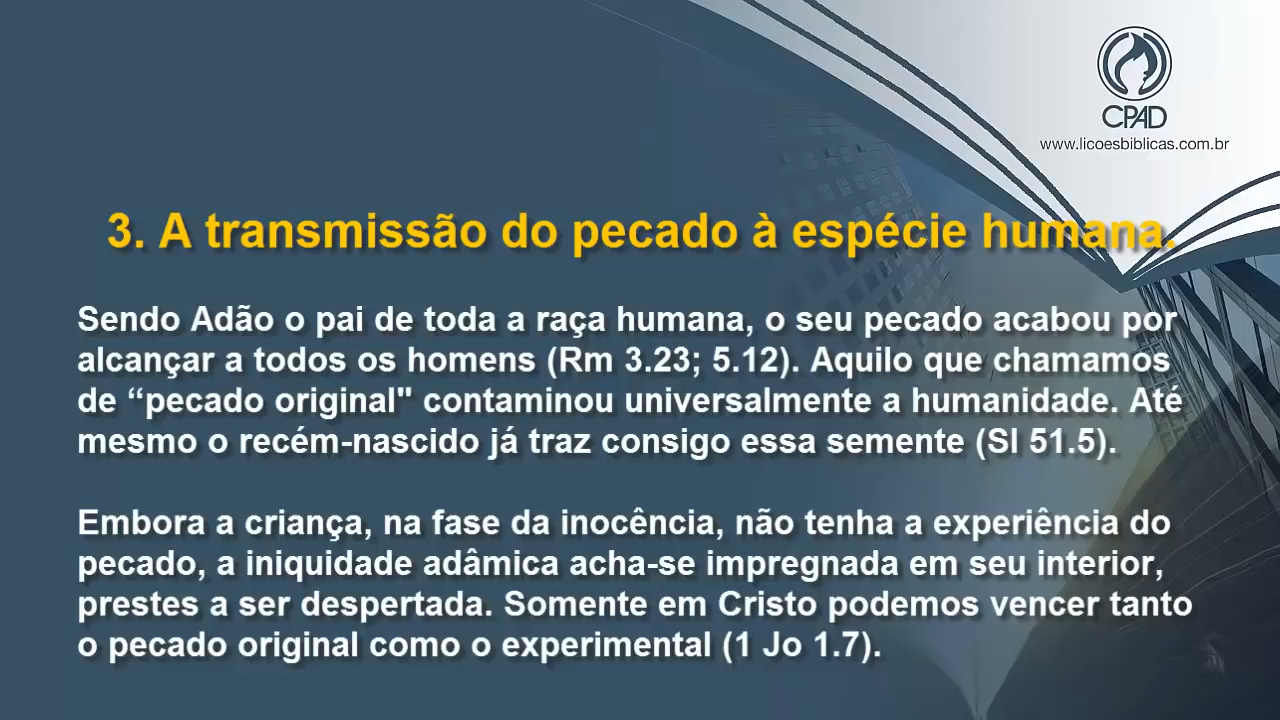 CPAD
www.licoesbiblicas.com.br
3. A transmissão do pecado à espécie humana.
Sendo Adão o pai de toda a raça humana, o seu pecado acabou por
alcançar a todos os homens (Rm 3.23; 5.12). Aquilo que chamamos
de “pecado original" contaminou universalmente a humanidade. Até
mesmo o recém-nascido já traz consigo essa semente (Sl 51.5).
Embora a criança, na fase da inocência, não tenha a experiência do
pecado, a iniquidade adâmica acha-se impregnada em seu interior,
prestes a ser despertada. Somente em Cristo podemos vencer tanto
o pecado original como o experimental (1 Jo 1.7).